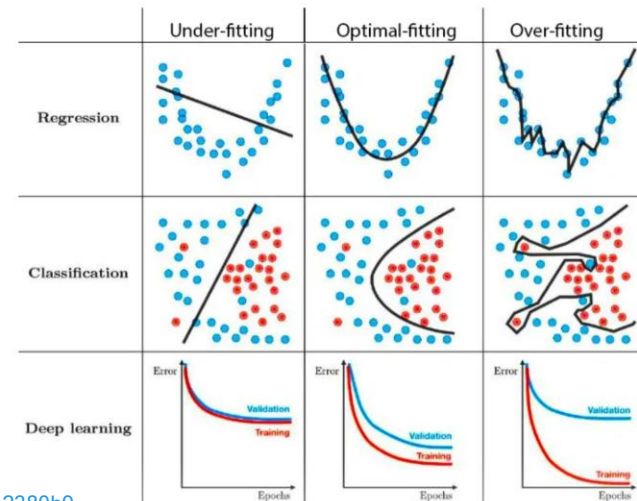 Under-fitting Optimal-fitting Over-fitting
Regression
Classification
Deep learning
Error
Validation
Training
Epochs
Error
Validation
Training
Epochs
Error
Validation
Training
Epochs